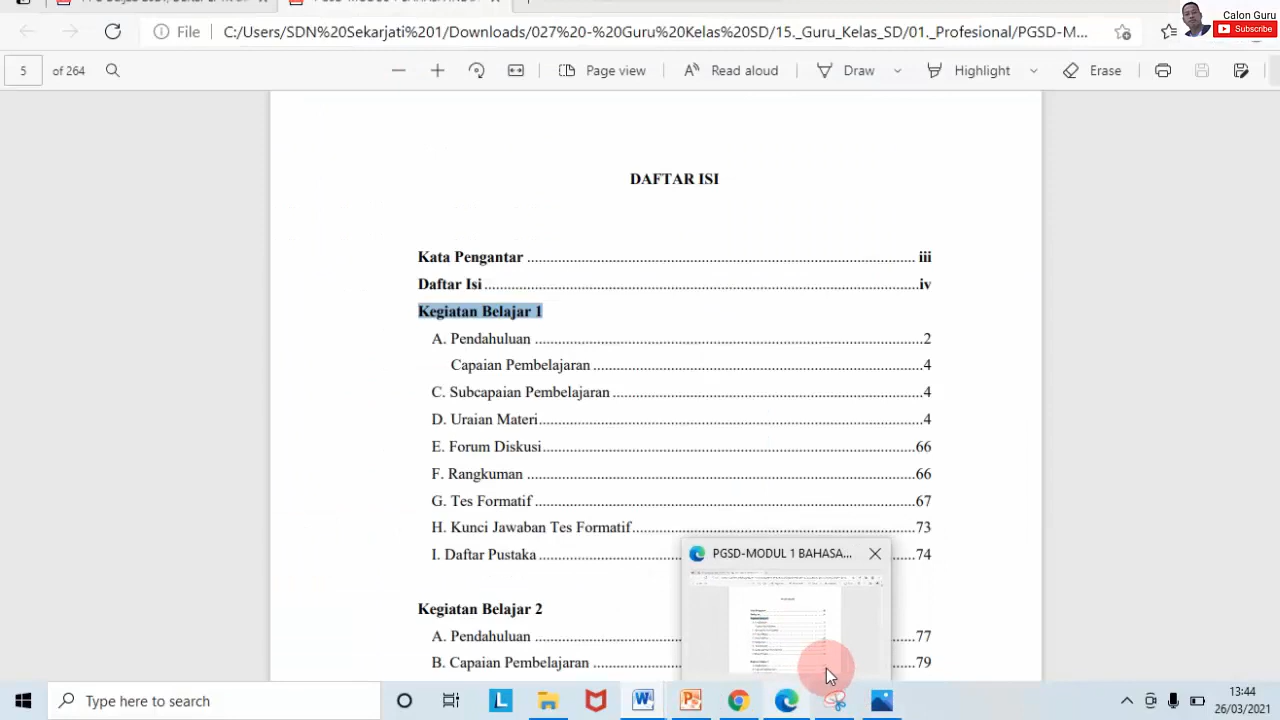 Calon Guru
Subscribe
File
C:/Users/SDN%20Sekarjati%201/Downloads/027%20-%20Guru%20Kelas%20SD/15._Guru_Kelas_SD/01._Profesional/PGSD-M...
5 of 264
Page view
Read aloud
Draw
Highlight
Erase
DAFTAR ISI
Kata Pengantar ........ iii
Daftar Isi ........ iv
Kegiatan Belajar 1
A. Pendahuluan ........ 2
Capaian Pembelajaran ........ 4
C. Subcapaian Pembelajaran ........ 4
D. Uraian Materi ........ 4
E. Forum Diskusi ........ 66
F. Rangkuman ........ 66
G. Tes Formatif ........ 67
H. Kunci Jawaban Tes Formatif ........ 73
I. Daftar Pustaka ........ 74
PGSD-MODUL 1 BAHASA...
Kegiatan Belajar 2
A. Pendahuluan ........ 77
B. Capaian Pembelajaran ........ 79
Type here to search
13:44
26/03/2021